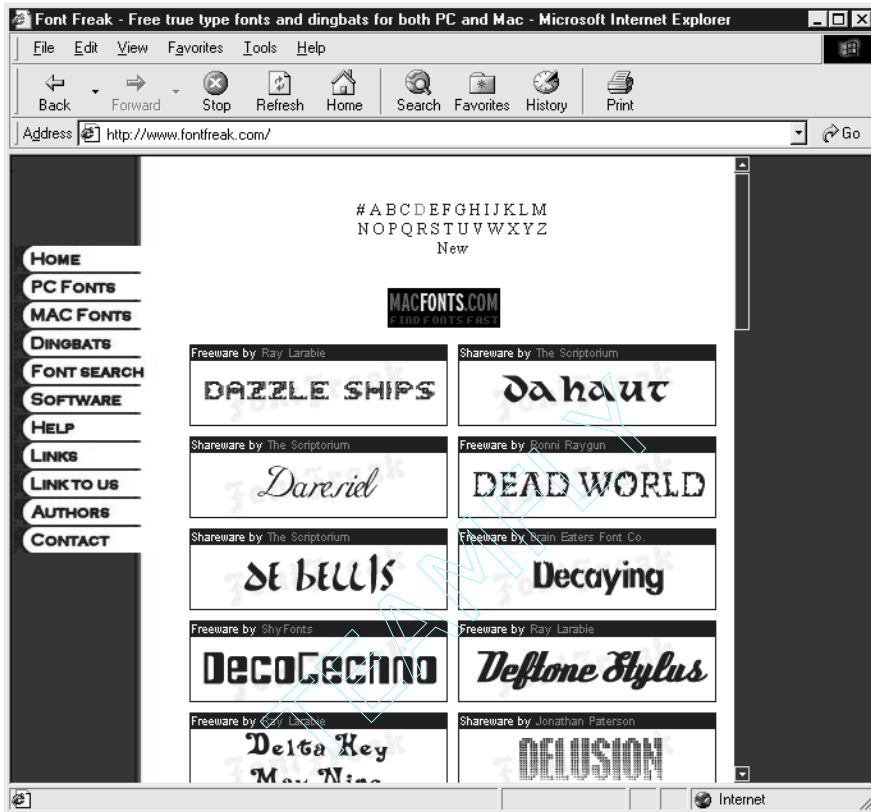 Font Freak - Free true type fonts and dingbats for both PC and Mac - Microsoft Internet Explorer
File Edit View Favorites Tools Help
Back Forward Stop Refresh Home Search Favorites History Print
Address http://www.fontfreak.com/ Go
# A B C D E F G H I J K L M
N O P Q R S T U V W X Y Z
New
HOME
PC FONTS
MAC FONTS
DINGBATS
FONT SEARCH
SOFTWARE
HELP
LINKS
LINK TO US
AUTHORS
CONTACT
MACFONTS.COM
FIND FONTS FAST
Freeware by Ray Larabie
DAZZLE SHIPS
Shareware by The Scriptorium
Dahaut
Shareware by The Scriptorium
Daresiel
Freeware by Ronni Raygun
DEAD WORLD
Shareware by The Scriptorium
DE BELLIS
Freeware by Brain Eaters Font Co.
Decaying
Freeware by ShyFonts
DecoTechno
Freeware by Ray Larabie
Deftone Stylus
Freeware by Ray Larabie
Delta Hey
Max Nine
Shareware by Jonathan Paterson
DELUSION
FontFreak
TEAMFLY
Internet